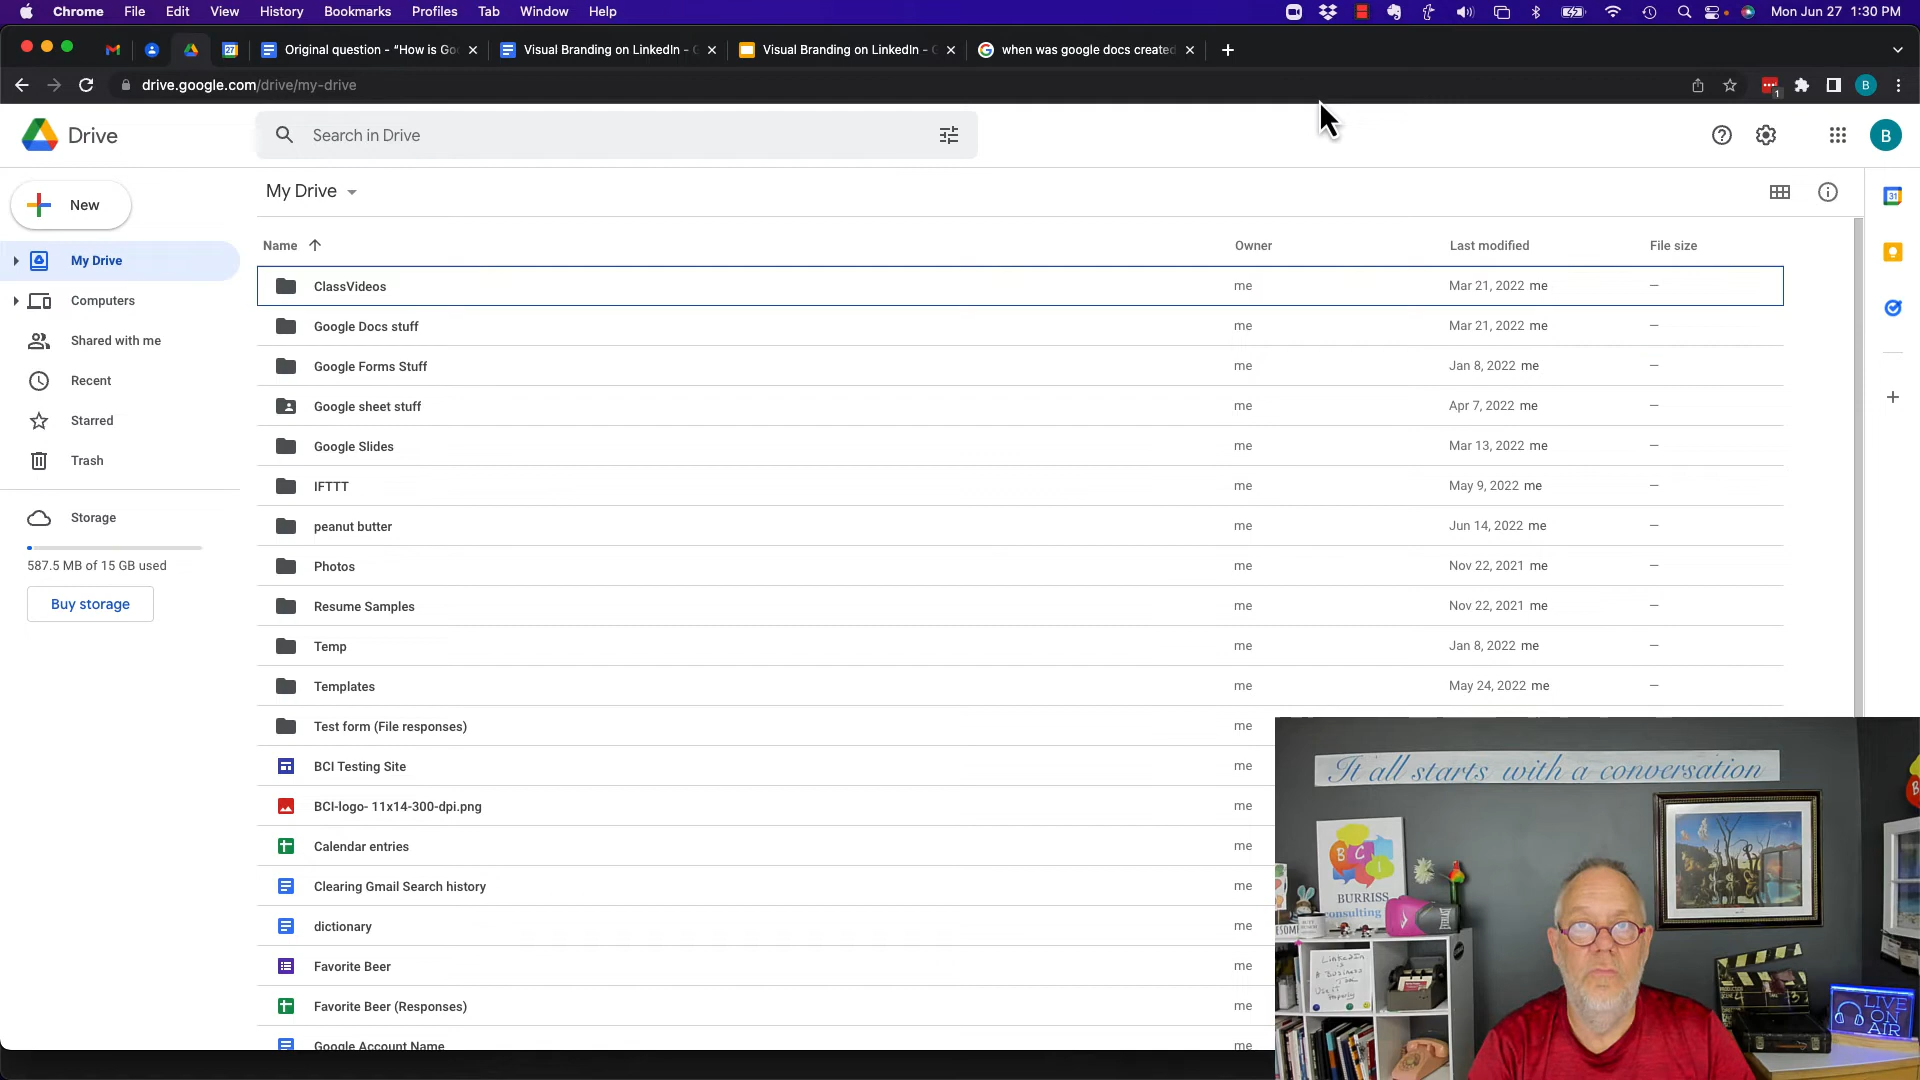 Chrome File Edit View History Bookmarks Profiles Tab Window Help
Mon Jun 27 1:30 PM
Original question - “How is Go
Visual Branding on LinkedIn -
Visual Branding on LinkedIn -
when was google docs created
drive.google.com/drive/my-drive
1
B
Drive
Search in Drive
B
New
My Drive
31
My Drive
Computers
Shared with me
Recent
Starred
Trash
Storage
587.5 MB of 15 GB used
Buy storage
Name Owner Last modified File size
ClassVideos me Mar 21, 2022 me –
Google Docs stuff me Mar 21, 2022 me –
Google Forms Stuff me Jan 8, 2022 me –
Google sheet stuff me Apr 7, 2022 me –
Google Slides me Mar 13, 2022 me –
IFTTT me May 9, 2022 me –
peanut butter me Jun 14, 2022 me –
Photos me Nov 22, 2021 me –
Resume Samples me Nov 22, 2021 me –
Temp me Jan 8, 2022 me –
Templates me May 24, 2022 me –
Test form (File responses) me
BCI Testing Site me
BCI-logo- 11x14-300-dpi.png me
Calendar entries me
Clearing Gmail Search history me
dictionary me
Favorite Beer me
Favorite Beer (Responses) me
Google Account Name me
It all starts with a conversation
B C I
BURRISS
consulting
LinkedIn
is
A Business
Tool
Use it
Properly
LIVE
ON
AIR